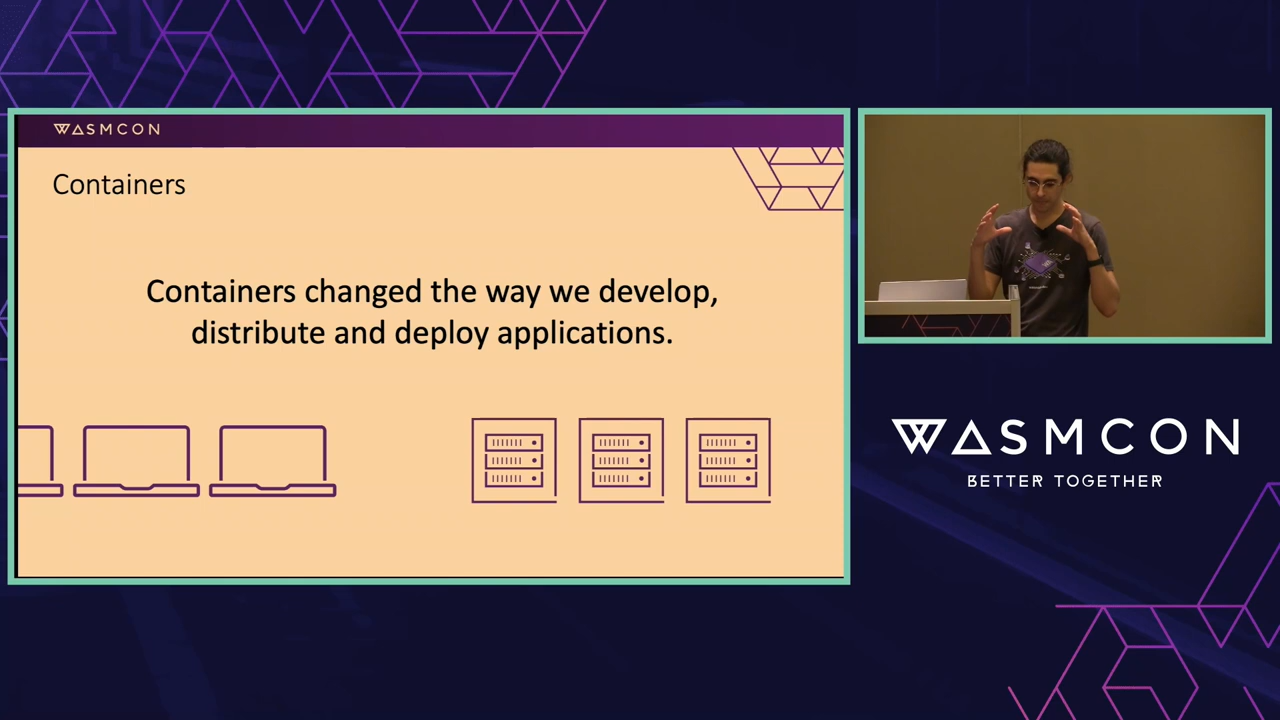 WASMCON
Containers
Containers changed the way we develop,
distribute and deploy applications.
WASMCON
BETTER TOGETHER